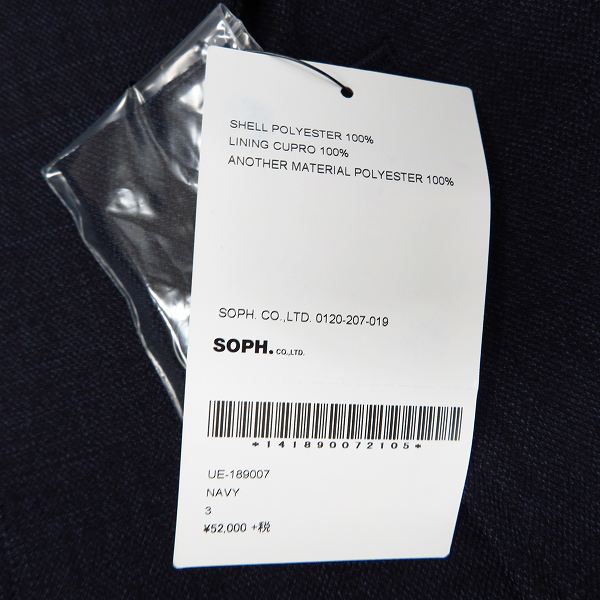 SHELL POLYESTER 100%
LINING CUPRO 100%
ANOTHER MATERIAL POLYESTER 100%
SOPH. CO.,LTD. 0120-207-019
SOPH. CO.,LTD.
*141890072105*
UE-189007
NAVY
3
¥52,000 +税